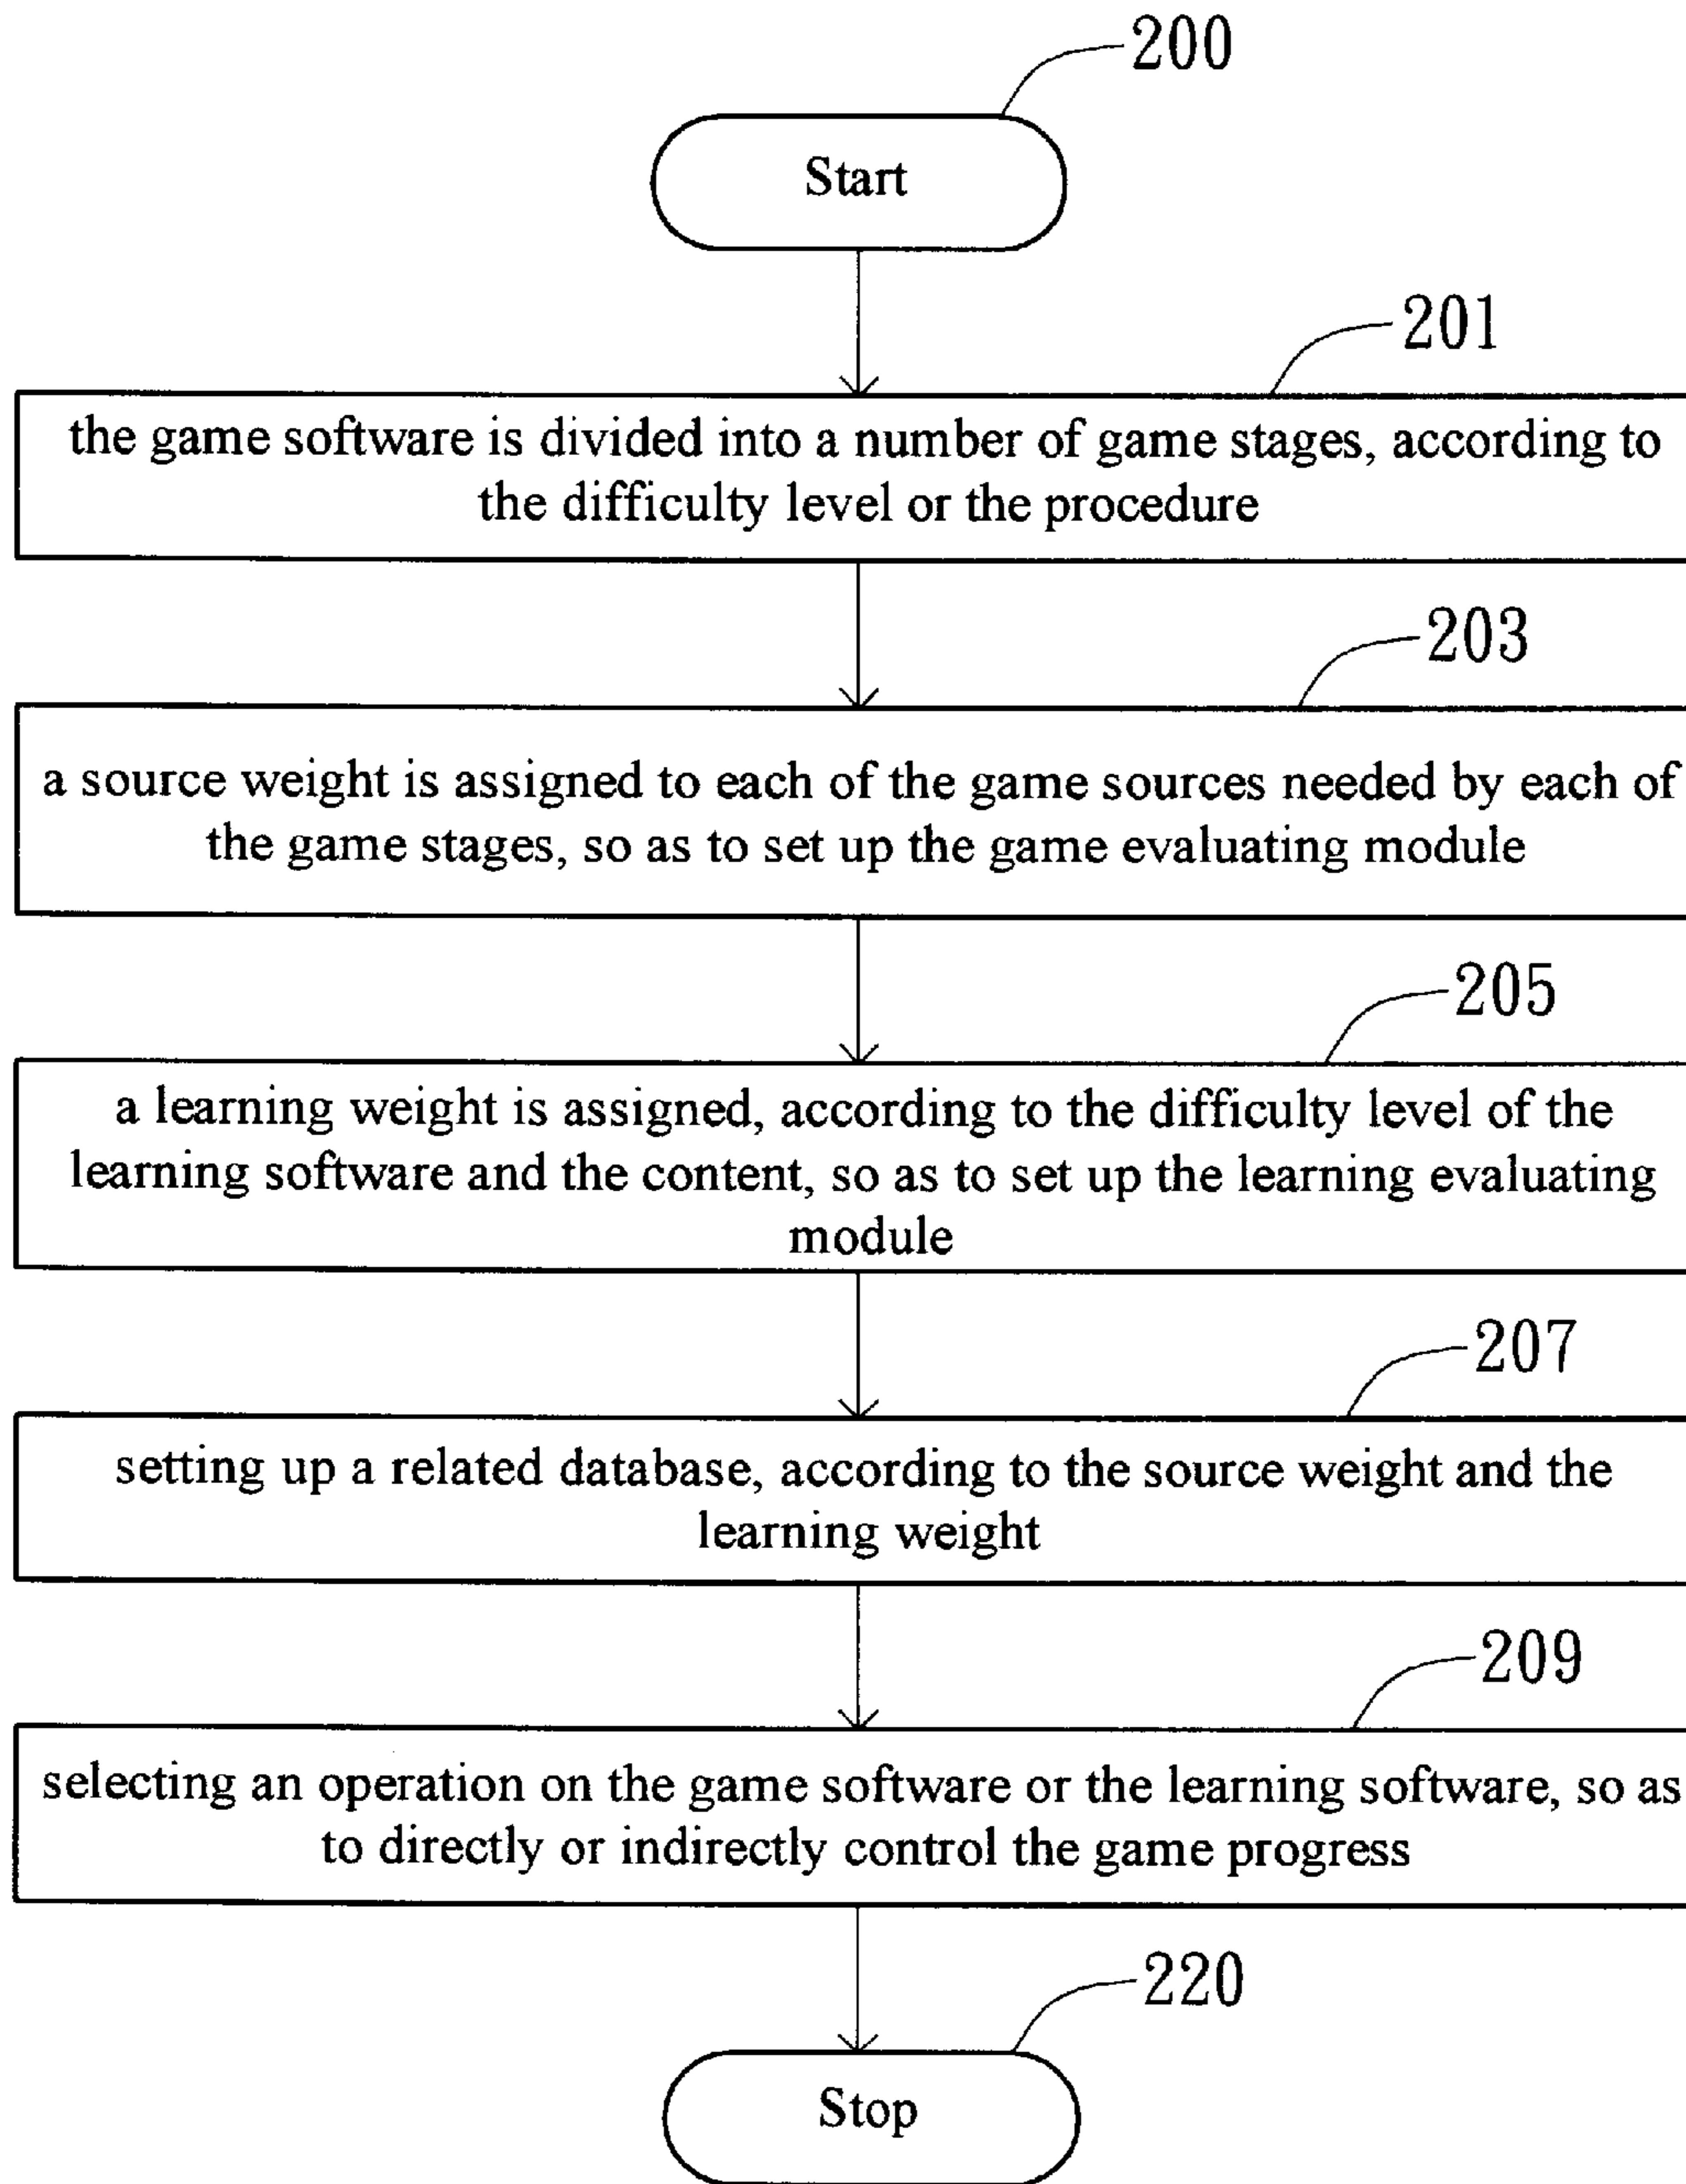 200
Start
201
the game software is divided into a number of game stages, according to
the difficulty level or the procedure
203
a source weight is assigned to each of the game sources needed by each of
the game stages, so as to set up the game evaluating module
205
a learning weight is assigned, according to the difficulty level of the
learning software and the content, so as to set up the learning evaluating
module
207
setting up a related database, according to the source weight and the
learning weight
209
selecting an operation on the game software or the learning software, so as
to directly or indirectly control the game progress
220
Stop